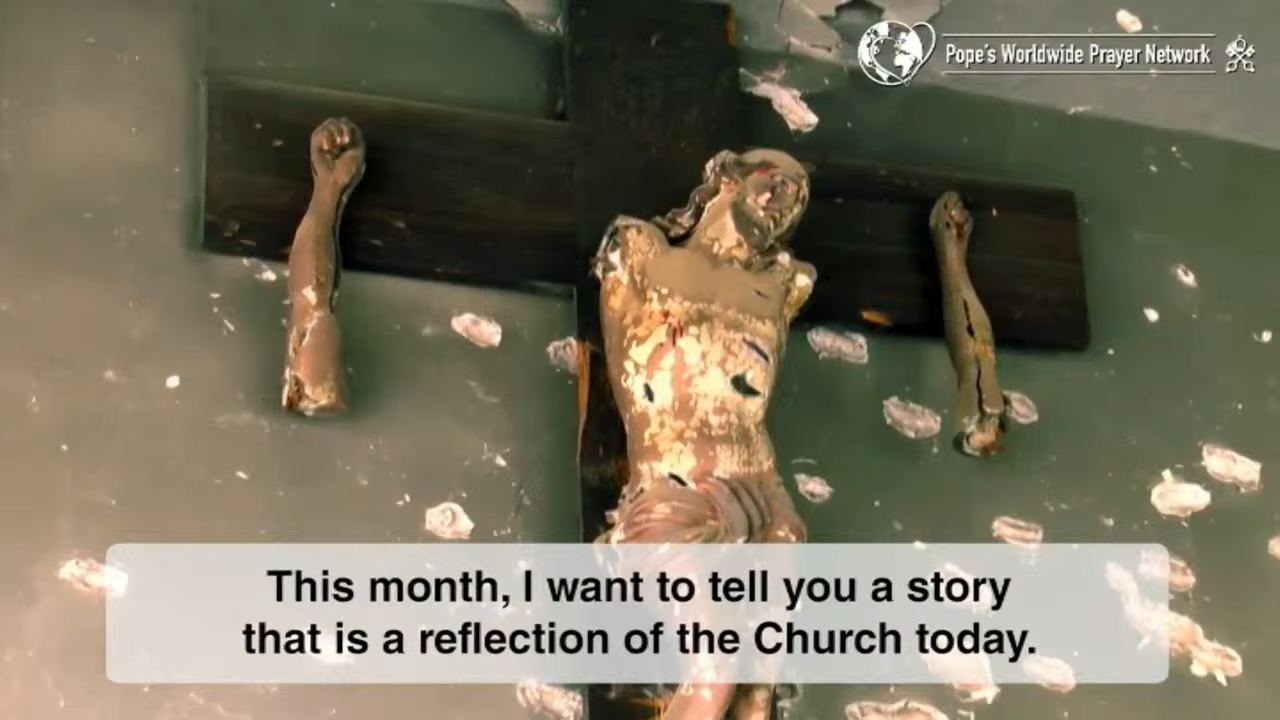 Pope's Worldwide Prayer Network
This month, I want to tell you a story
that is a reflection of the Church today.